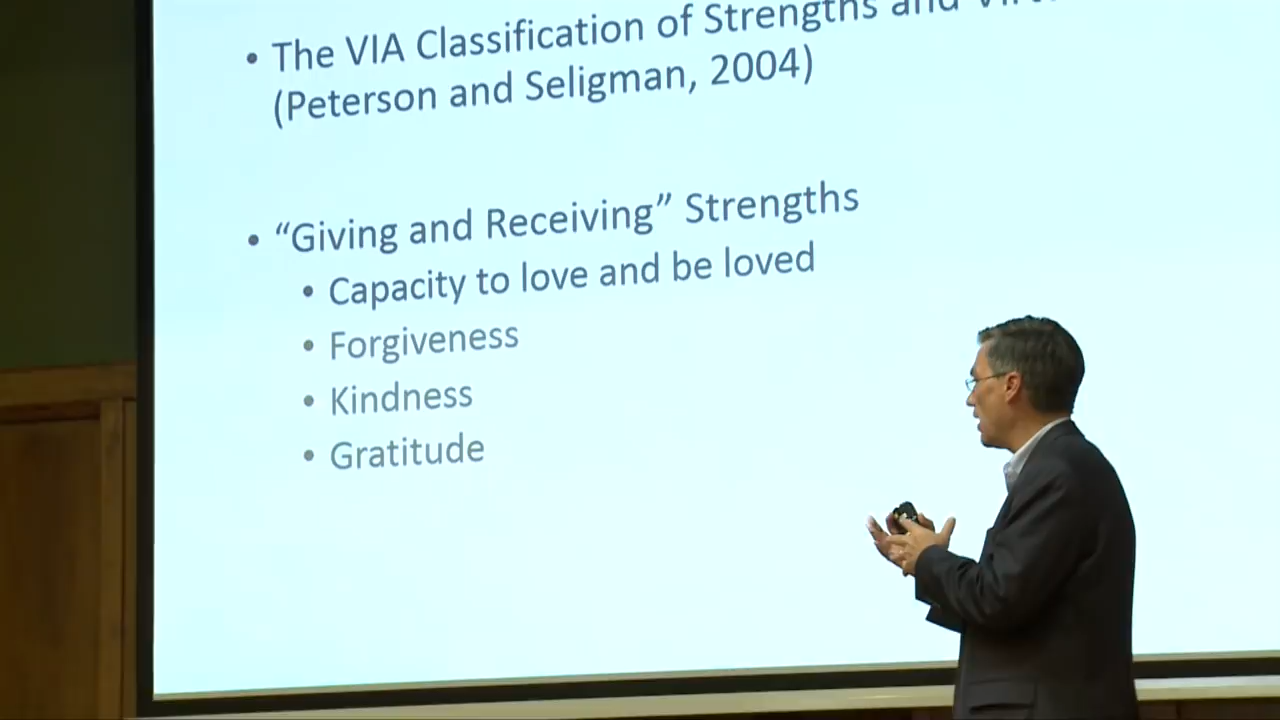 • The VIA Classification of Strengths and
(Peterson and Seligman, 2004)
• “Giving and Receiving” Strengths
• Capacity to love and be loved
• Forgiveness
• Kindness
• Gratitude